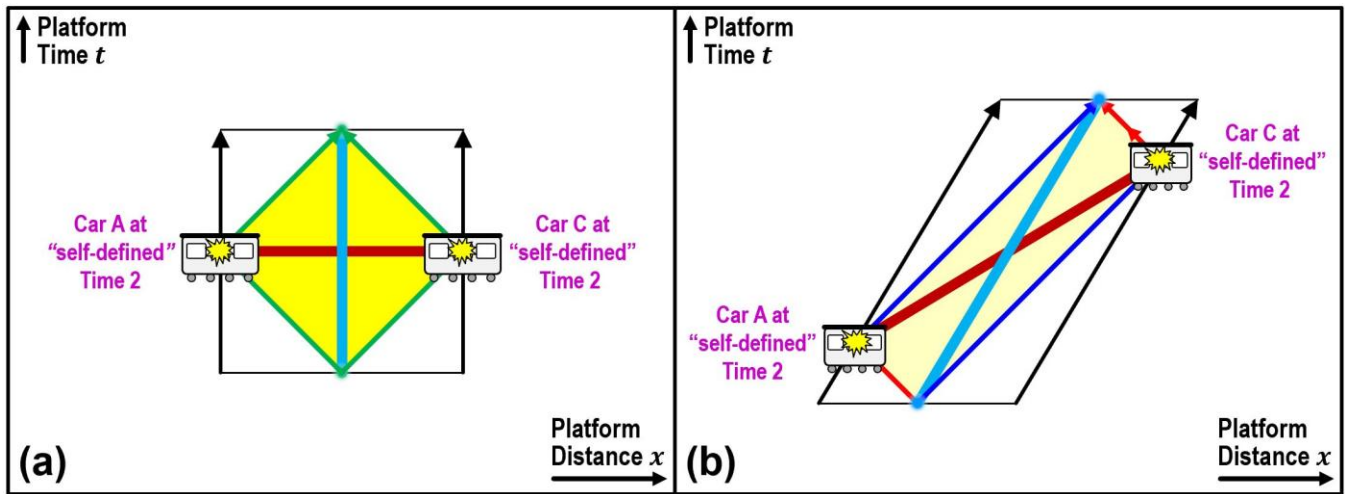 Platform
Time t
Car A at
“self-defined”
Time 2
Car C at
“self-defined”
Time 2
Platform
Distance x
(a)
Platform
Time t
Car C at
“self-defined”
Time 2
Car A at
“self-defined”
Time 2
Platform
Distance x
(b)